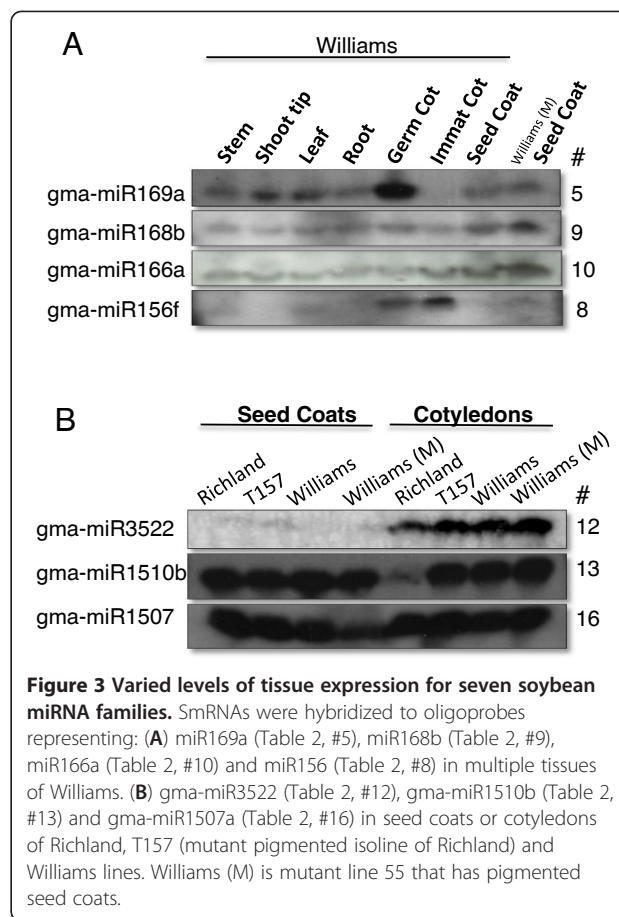 A
Williams
Stem Shoot tip Leaf Root Germ Cot Immat Cot Seed Coat Williams (M) Seed Coat
#
gma-miR169a 5
gma-miR168b 9
gma-miR166a 10
gma-miR156f 8
B
Seed Coats Cotyledons
Richland T157 Williams Williams (M) Richland T157 Williams Williams (M)
#
gma-miR3522 12
gma-miR1510b 13
gma-miR1507 16
Figure 3 Varied levels of tissue expression for seven soybean
miRNA families. SmRNAs were hybridized to oligoprobes
representing: (A) miR169a (Table 2, #5), miR168b (Table 2, #9),
miR166a (Table 2, #10) and miR156 (Table 2, #8) in multiple tissues
of Williams. (B) gma-miR3522 (Table 2, #12), gma-miR1510b (Table 2,
#13) and gma-miR1507a (Table 2, #16) in seed coats or cotyledons
of Richland, T157 (mutant pigmented isoline of Richland) and
Williams lines. Williams (M) is mutant line 55 that has pigmented
seed coats.